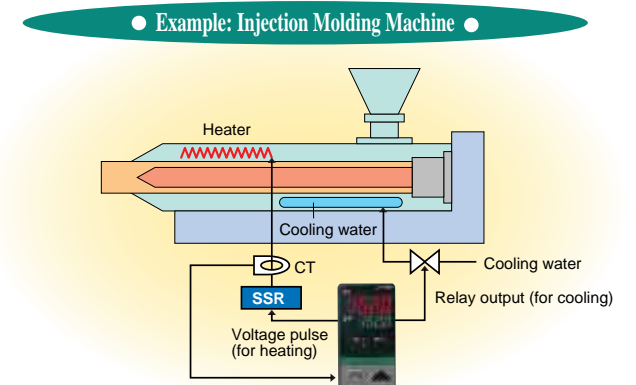 Example: Injection Molding Machine
Heater
Cooling water
CT
Cooling water
SSR
Relay output (for cooling)
Voltage pulse
(for heating)